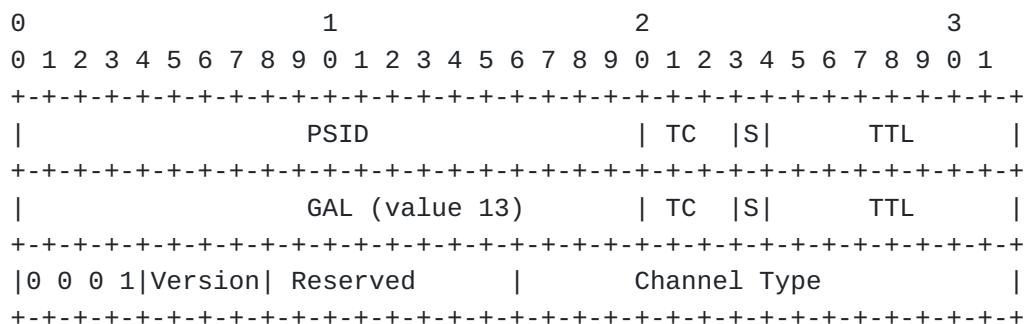 0                   1                   2                   3
0 1 2 3 4 5 6 7 8 9 0 1 2 3 4 5 6 7 8 9 0 1 2 3 4 5 6 7 8 9 0 1
+-+-+-+-+-+-+-+-+-+-+-+-+-+-+-+-+-+-+-+-+-+-+-+-+-+-+-+-+-+-+-+-+
|                  PSID                 | TC  |S|      TTL      |
+-+-+-+-+-+-+-+-+-+-+-+-+-+-+-+-+-+-+-+-+-+-+-+-+-+-+-+-+-+-+-+-+
|                  GAL (value 13)       | TC  |S|      TTL      |
+-+-+-+-+-+-+-+-+-+-+-+-+-+-+-+-+-+-+-+-+-+-+-+-+-+-+-+-+-+-+-+-+
|0 0 0 1|Version| Reserved      |       Channel Type            |
+-+-+-+-+-+-+-+-+-+-+-+-+-+-+-+-+-+-+-+-+-+-+-+-+-+-+-+-+-+-+-+-+